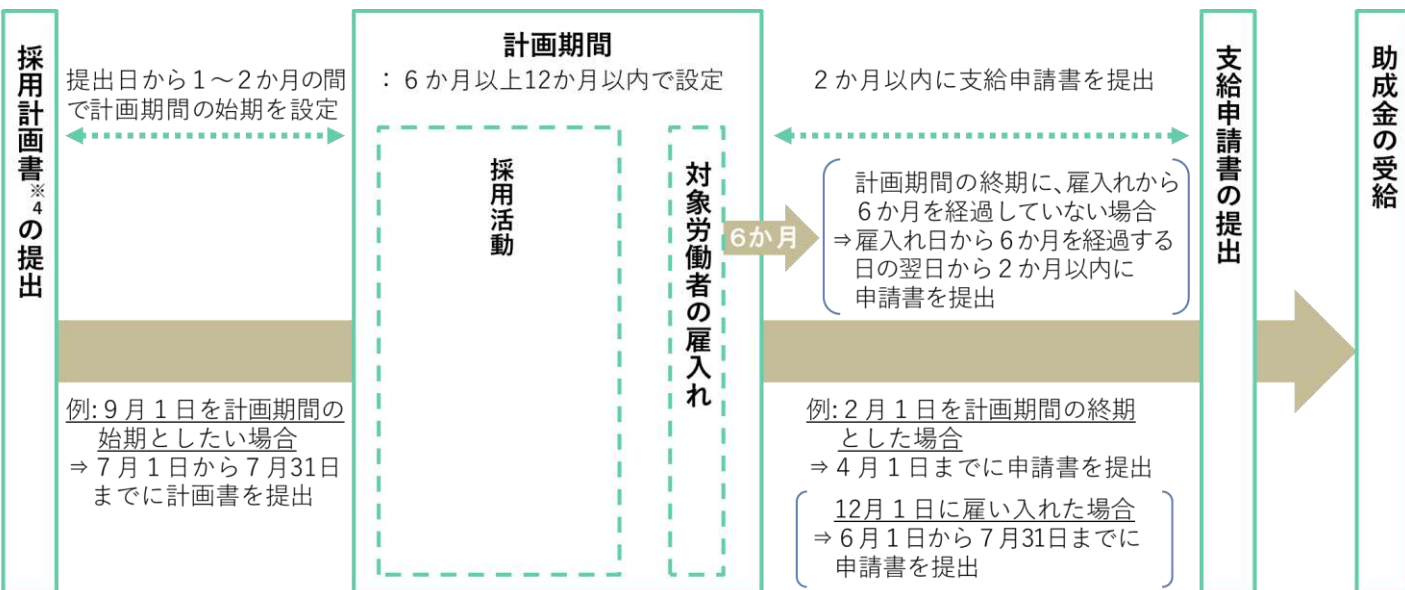 採用計画書※4の提出
提出日から1～2か月の間
で計画期間の始期を設定
例:9月1日を計画期間の
始期としたい場合
⇒7月1日から7月31日
までに計画書を提出
計画期間
：6か月以上12か月以内で設定
採用活動
対象労働者の雇入れ
6か月
2か月以内に支給申請書を提出
計画期間の終期に、雇入れから
6か月を経過していない場合
⇒雇入れ日から6か月を経過する
日の翌日から2か月以内に
申請書を提出
例:2月1日を計画期間の終期
とした場合
⇒4月1日までに申請書を提出
12月1日に雇い入れた場合
⇒6月1日から7月31日までに
申請書を提出
支給申請書の提出
助成金の受給